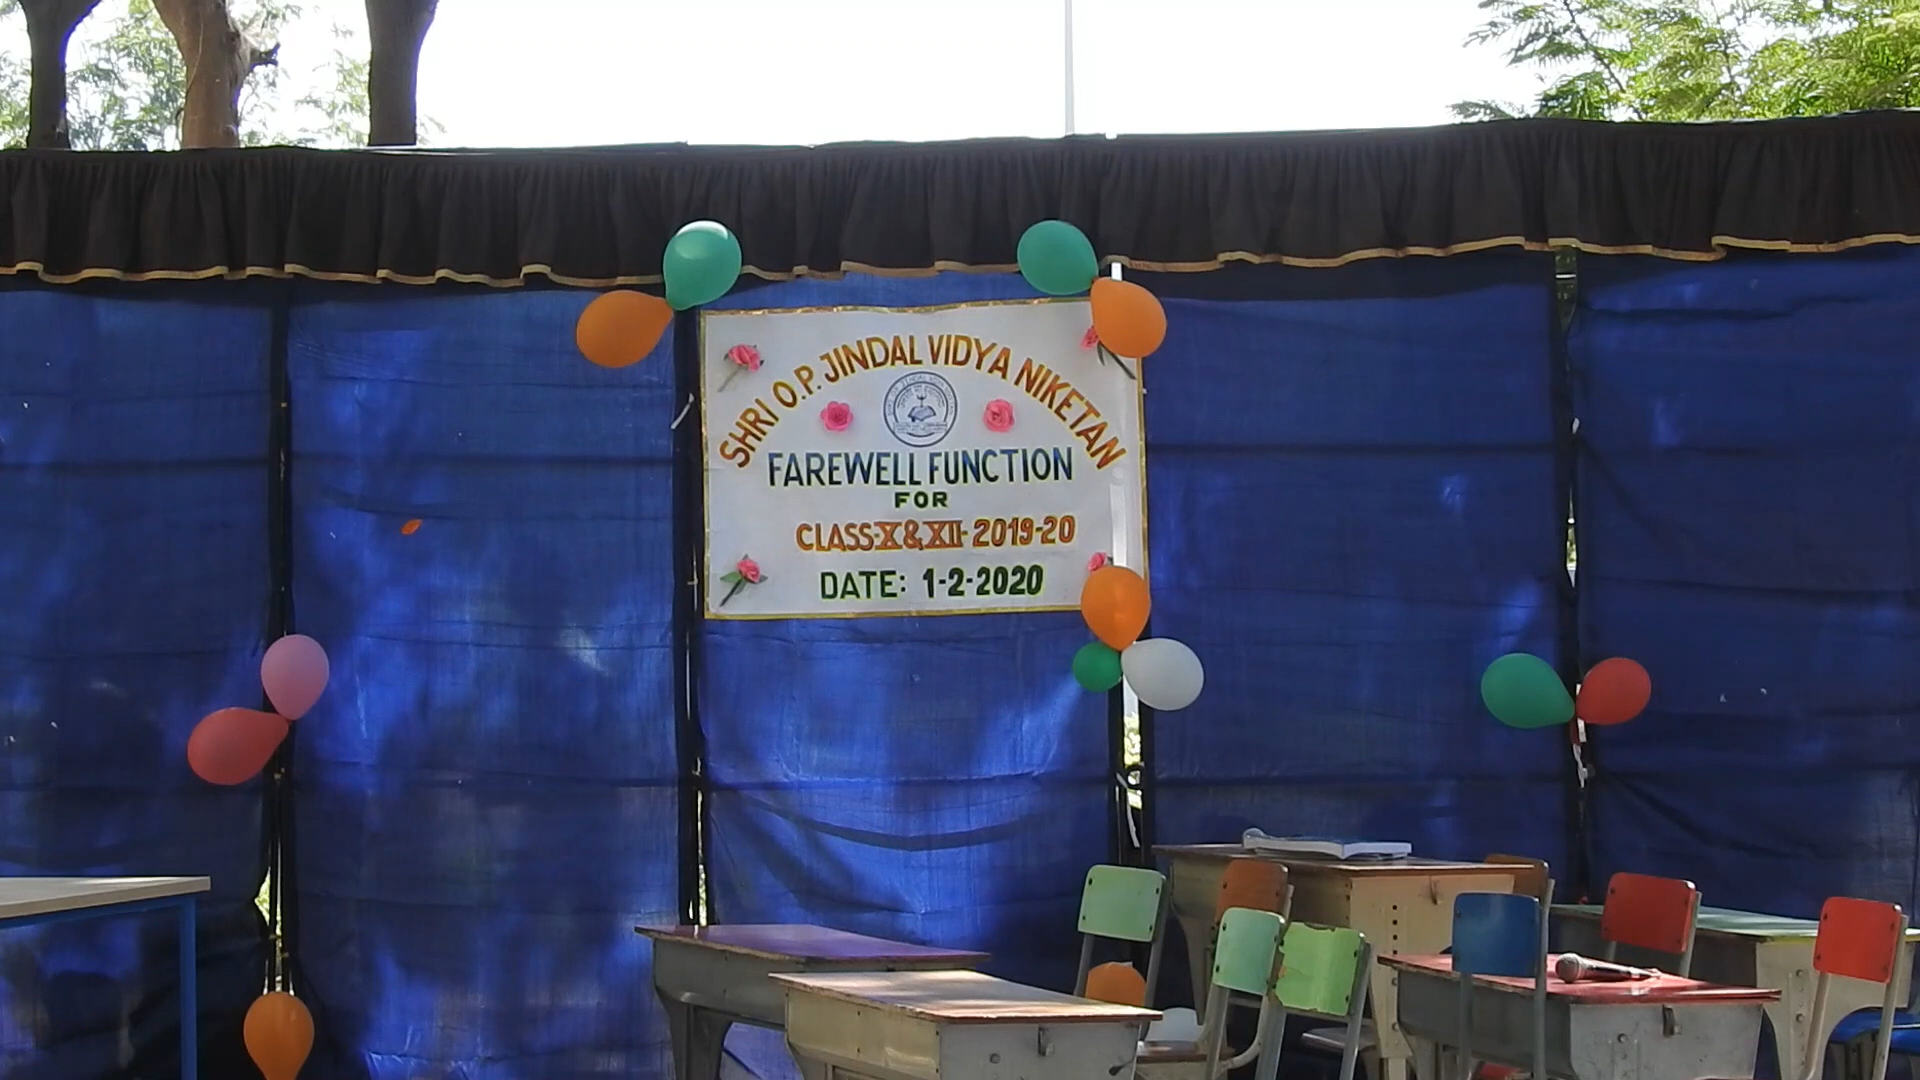 SHRI O.P. JINDAL VIDYA NIKETAN
FAREWELL FUNCTION
FOR
CLASS-X & XII- 2019-20
DATE: 1-2-2020